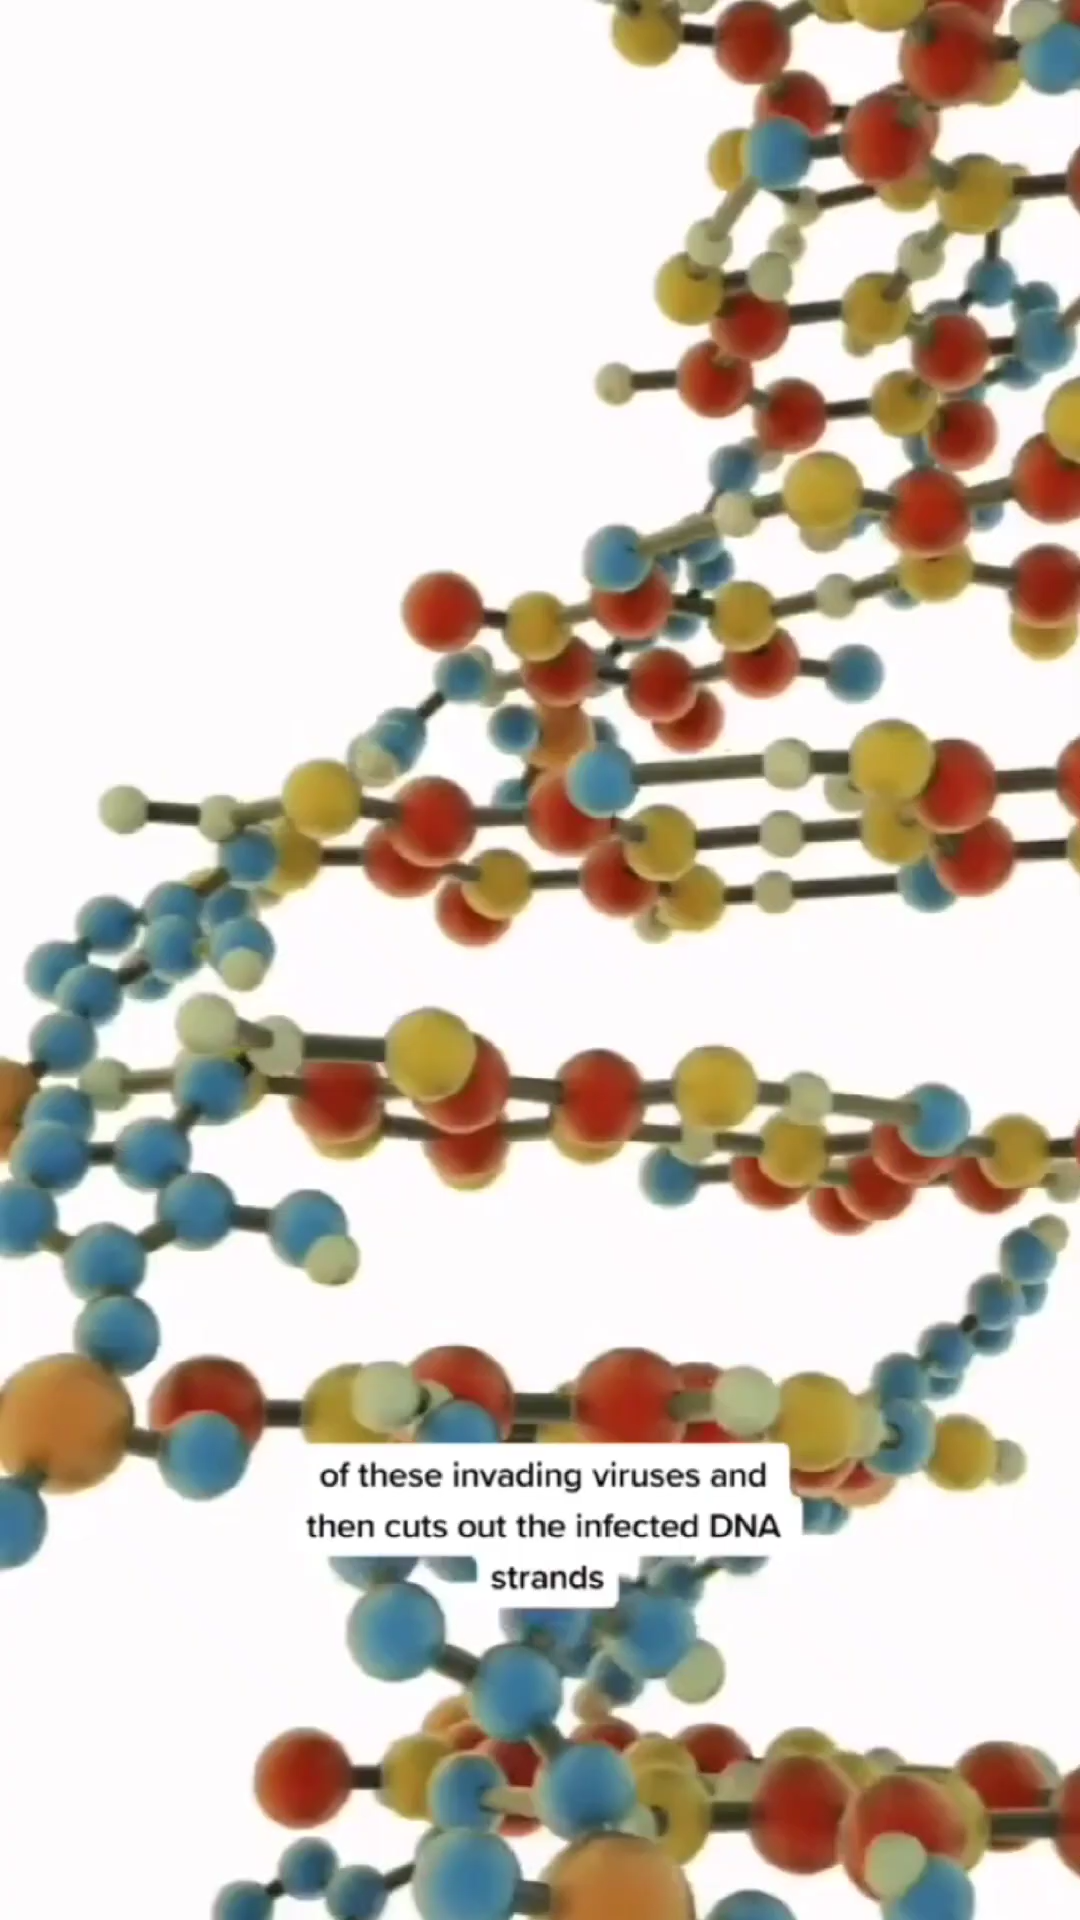 of these invading viruses and
then cuts out the infected DNA
strands